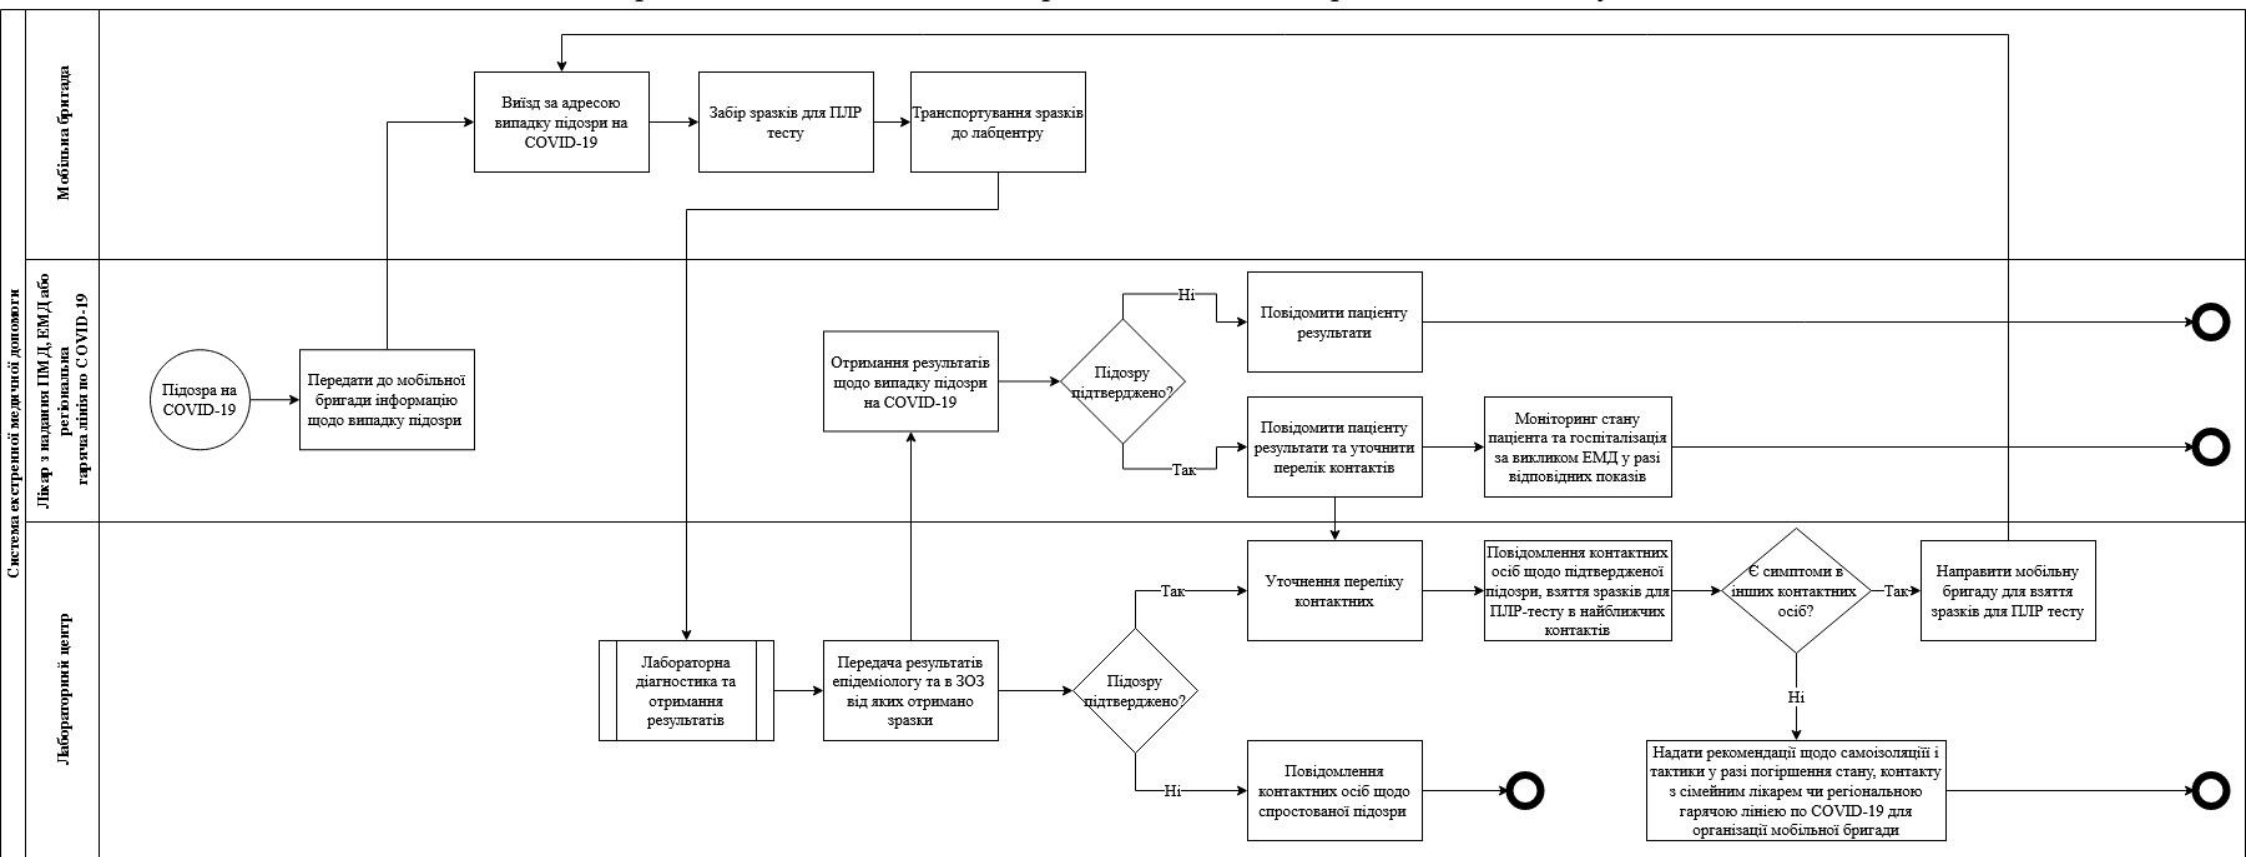 Система екстренної медичної допомоги
Мобільна бригада
Виїзд за адресою
випадку підозри на
COVID-19
Забір зразків для ПЛР
тесту
Транспортування зразків
до лабцентру
Лікар з надання ПМД, ЕМД або
регіональна
гаряча лінія по COVID-19
Підозра на
COVID-19
Передати до мобільної
бригади інформацію
щодо випадку підозри
Отримання результатів
щодо випадку підозри
на COVID-19
Підозру
підтверджено?
Ні
Повідомити пацієнту
результати
Так
Повідомити пацієнту
результати та уточнити
перелік контактів
Моніторинг стану
пацієнта та госпіталізація
за викликом ЕМД у разі
відповідних показів
Лабораторний центр
Лабораторна
діагностика та
отримання
результатів
Передача результатів
епідеміологу та в ЗОЗ
від яких отримано
зразки
Підозру
підтверджено?
Так
Уточнення переліку
контактних
Повідомлення контактних
осіб щодо підтвердженої
підозри, взяття зразків для
ПЛР-тесту в найближчих
контактів
Є симптоми в
інших контактних
осіб?
Так
Направити мобільну
бригаду для взяття
зразків для ПЛР тесту
Ні
Надати рекомендації щодо самоізоляціїї і
тактики у разі погіршення стану, контакту
з сімейним лікарем чи регіональною
гарячою лінією по COVID-19 для
організації мобільної бригади
Ні
Повідомлення
контактних осіб щодо
спростованої підозри